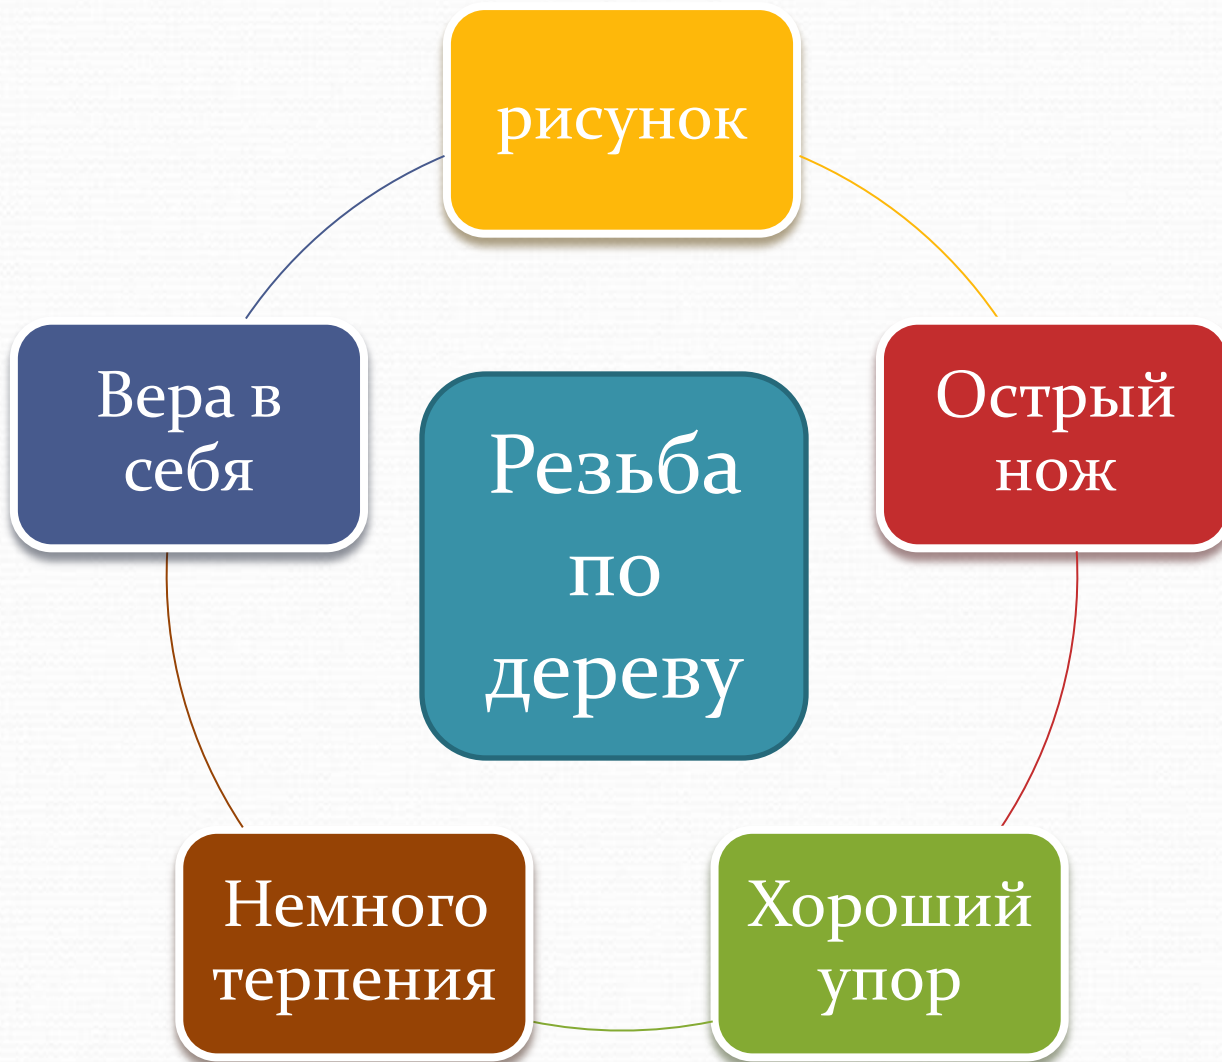 рисунок
Вера в
себя
Острый
нож
Резьба
по
дереву
Немного
терпения
Хороший
упор